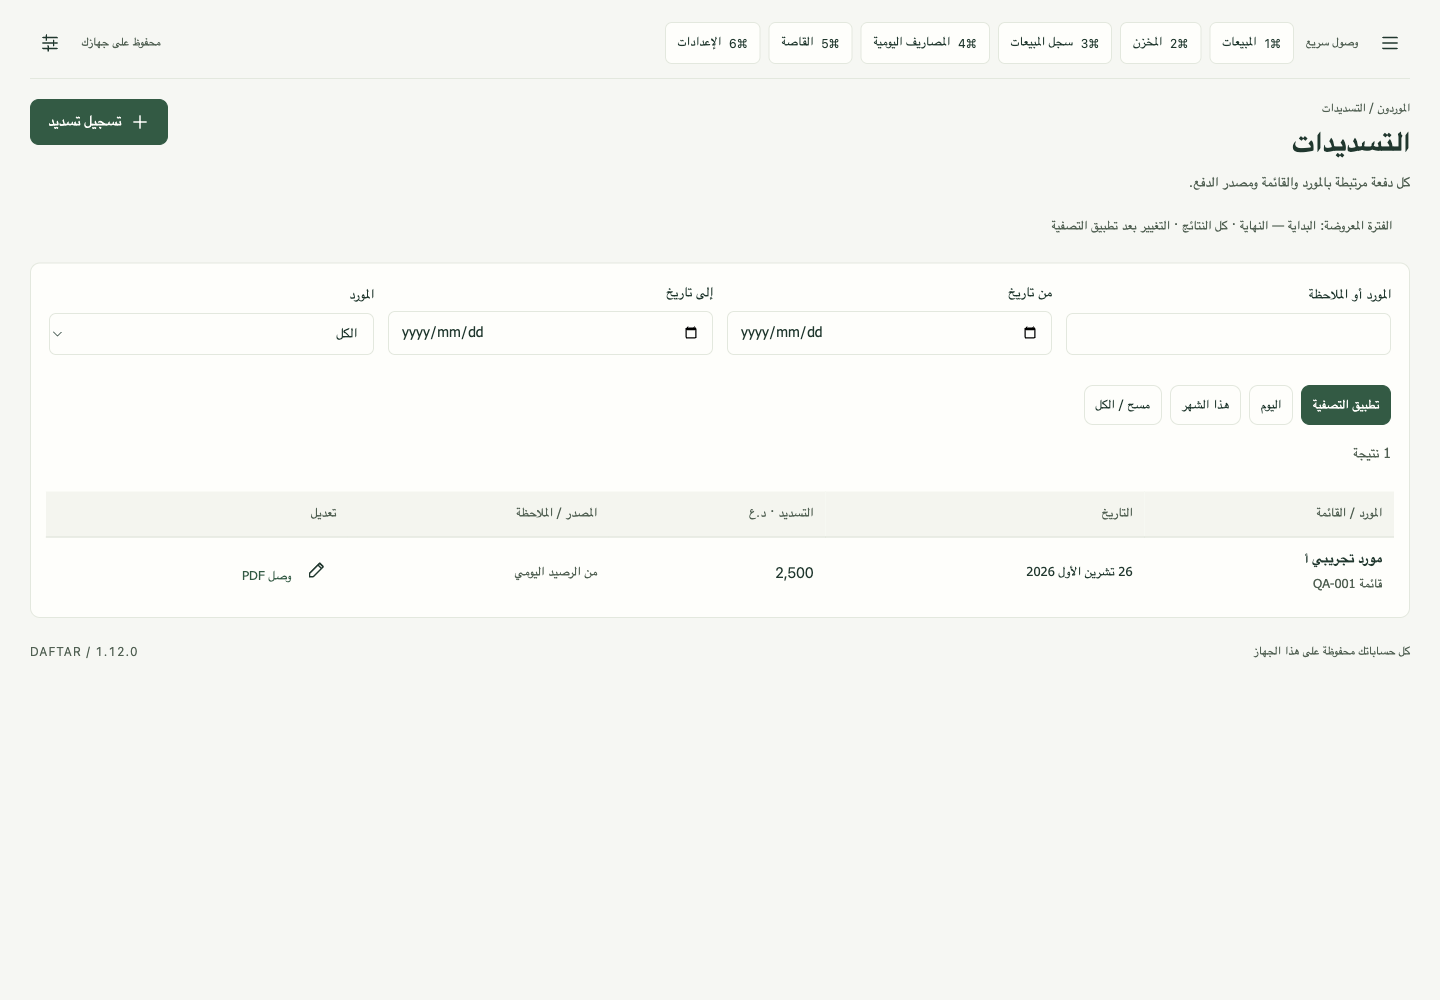 وصول سريع
⌘1 المبيعات
⌘2 المخزن
⌘3 سجل المبيعات
⌘4 المصاريف اليومية
⌘5 القاصة
⌘6 الإعدادات
محفوظ على جهازك
الموردون / التسديدات
التسديدات
كل دفعة مرتبطة بالمورد والقائمة ومصدر الدفع.
تسجيل تسديد
الفترة المعروضة: البداية — النهاية · كل النتائج · التغيير بعد تطبيق التصفية
المورد أو الملاحظة
من تاريخ
yyyy/mm/dd
إلى تاريخ
yyyy/mm/dd
المورد
الكل
تطبيق التصفية
اليوم
هذا الشهر
مسح / الكل
1 نتيجة
المورد / القائمة
التاريخ
التسديد · د.ع
المصدر / الملاحظة
تعديل
مورد تجريبي أ
قائمة QA-001
26 تشرين الأول 2026
2,500
من الرصيد اليومي
وصل PDF
كل حساباتك محفوظة على هذا الجهاز
DAFTAR / 1.12.0